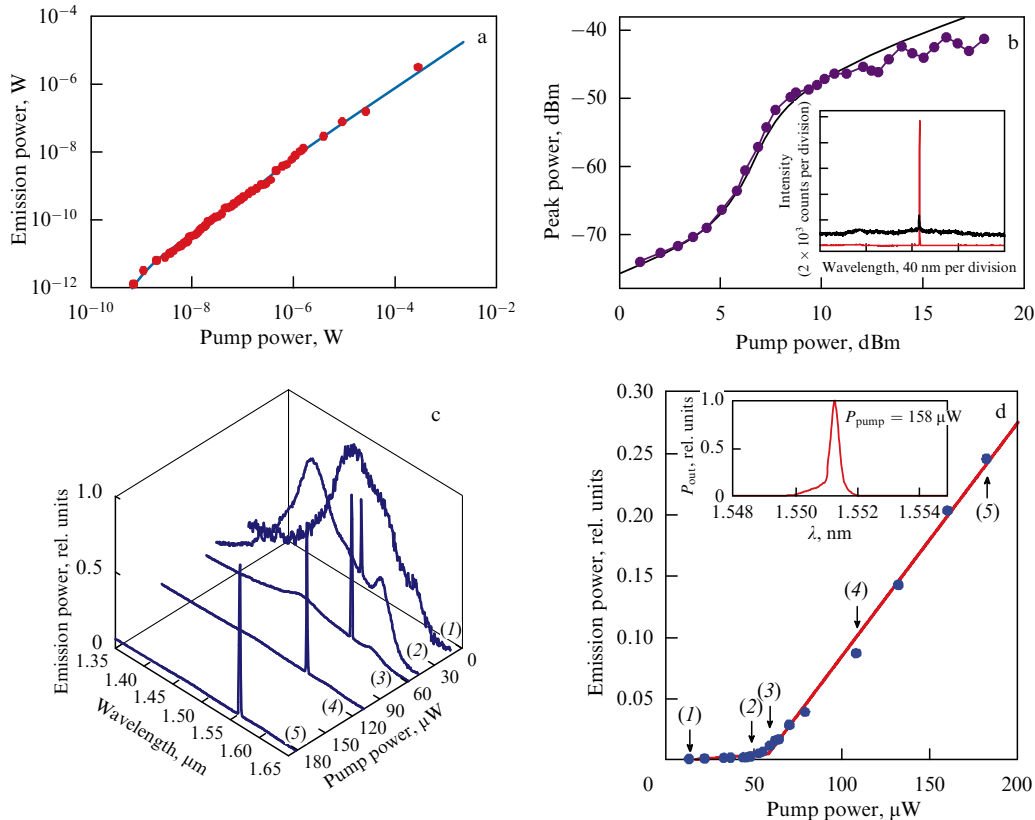 a
Emission power, W
10⁻⁴
10⁻⁶
10⁻⁸
10⁻¹⁰
10⁻¹²
10⁻¹⁰ 10⁻⁸ 10⁻⁶ 10⁻⁴ 10⁻²
Pump power, W
b
Peak power, dBm
−40
−50
−60
−70
0 5 10 15 20
Pump power, dBm
Intensity
(2 × 10³ counts per division)
Wavelength, 40 nm per division
c
Emission power, rel. units
1.0
0.5
0
1.35
1.40
1.45
1.50
1.55
1.60
1.65
Wavelength, μm
(1)
(2)
(3)
(4)
(5)
0
30
60
90
120
150
180
Pump power, μW
d
Emission power, rel. units
0.30
0.25
0.20
0.15
0.10
0.05
0 50 100 150 200
Pump power, μW
(1)
(2)
(3)
(4)
(5)
P_out, rel. units
1.0
0.5
0
P_pump = 158 μW
1.548 1.550 1.552 1.554
λ, nm